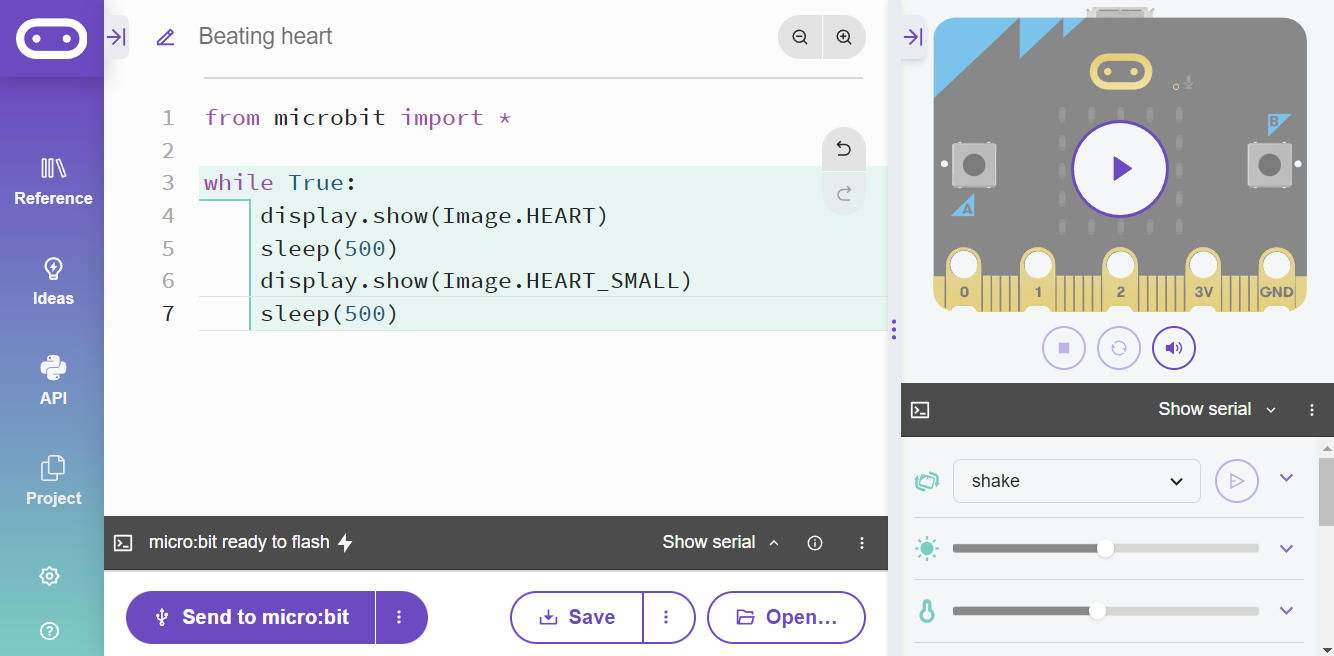 Beating heart
Reference
Ideas
API
Project
1 from microbit import *
2
3 while True:
4 display.show(Image.HEART)
5 sleep(500)
6 display.show(Image.HEART_SMALL)
7 sleep(500)
micro:bit ready to flash
Show serial
Send to micro:bit
Save
Open...
A
B
0 1 2 3V GND
Show serial
shake